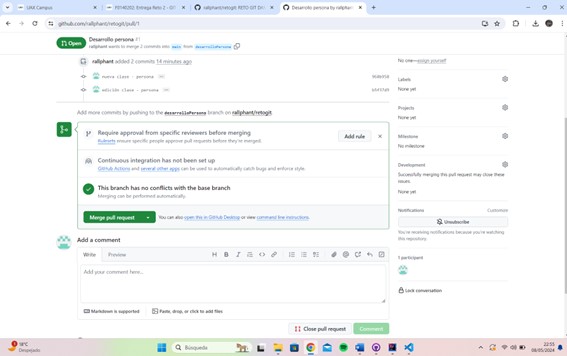 UAX Campus
rallphant/retogit: RETO GIT
Desarrollo persona by rallphant
github.com/rallphant/retogit/pull/1
Open
Desarrollo persona #1
rallphant wants to merge 2 commits into main from desarrolloPersona
rallphant added 2 commits 14 minutes ago
nueva clase - persona
edición clase - persona
Add more commits by pushing to the desarrolloPersona branch on rallphant/retogit.
Require approval from specific reviewers before merging
Rulesets ensure specific people approve pull requests before they're merged.
Add rule
Continuous integration has not been set up
GitHub Actions and several other apps can be used to automatically catch bugs and enforce style.
This branch has no conflicts with the base branch
Merging can be performed automatically.
Merge pull request
You can also open this in GitHub Desktop or view command line instructions.
Add a comment
Write
Preview
Add your comment here...
Markdown is supported
Paste, drop, or click to add files
Close pull request
Comment
No one—assign yourself
Labels
None yet
Projects
None yet
Milestone
No milestone
Development
Successfully merging this pull request may close these issues.
None yet
Notifications
Customize
Unsubscribe
You're receiving notifications because you're watching this repository.
1 participant
Lock conversation
18°C
Despejado
Búsqueda
22:55
08/05/2024